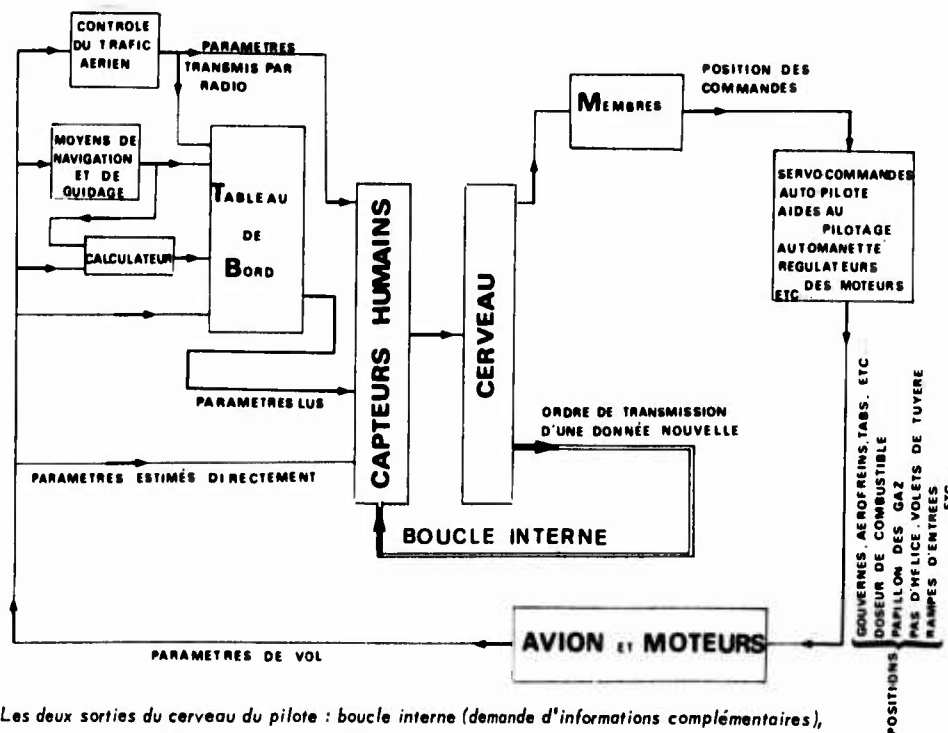 CONTROLE
DU TRAFIC
AERIEN
PARAMETRES
TRANSMIS PAR
RADIO
MOYENS DE
NAVIGATION
ET DE
GUIDAGE
CALCULATEUR
TABLEAU
DE
BORD
PARAMETRES LUS
PARAMETRES ESTIMÉS DIRECTEMENT
CAPTEURS HUMAINS
CERVEAU
MEMBRES
POSITION DES
COMMANDES
SERVOCOMMANDES
AUTO PILOTE
AIDES AU
PILOTAGE
AUTOMANETTE
REGULATEURS
DES MOTEURS
ETC
ORDRE DE TRANSMISSION
D'UNE DONNÉE NOUVELLE
BOUCLE INTERNE
GOUVERNES, AEROFREINS, TABS. ETC
DOSEUR DE COMBUSTIBLE
PAPILLON DES GAZ
PAS D'HELICE. VOLETS DE TUYERE
RAMPES D'ENTREES
ETC
POSITIONS
AVION ET MOTEURS
PARAMETRES DE VOL
Les deux sorties du cerveau du pilote : boucle interne (demande d'informations complémentaires),